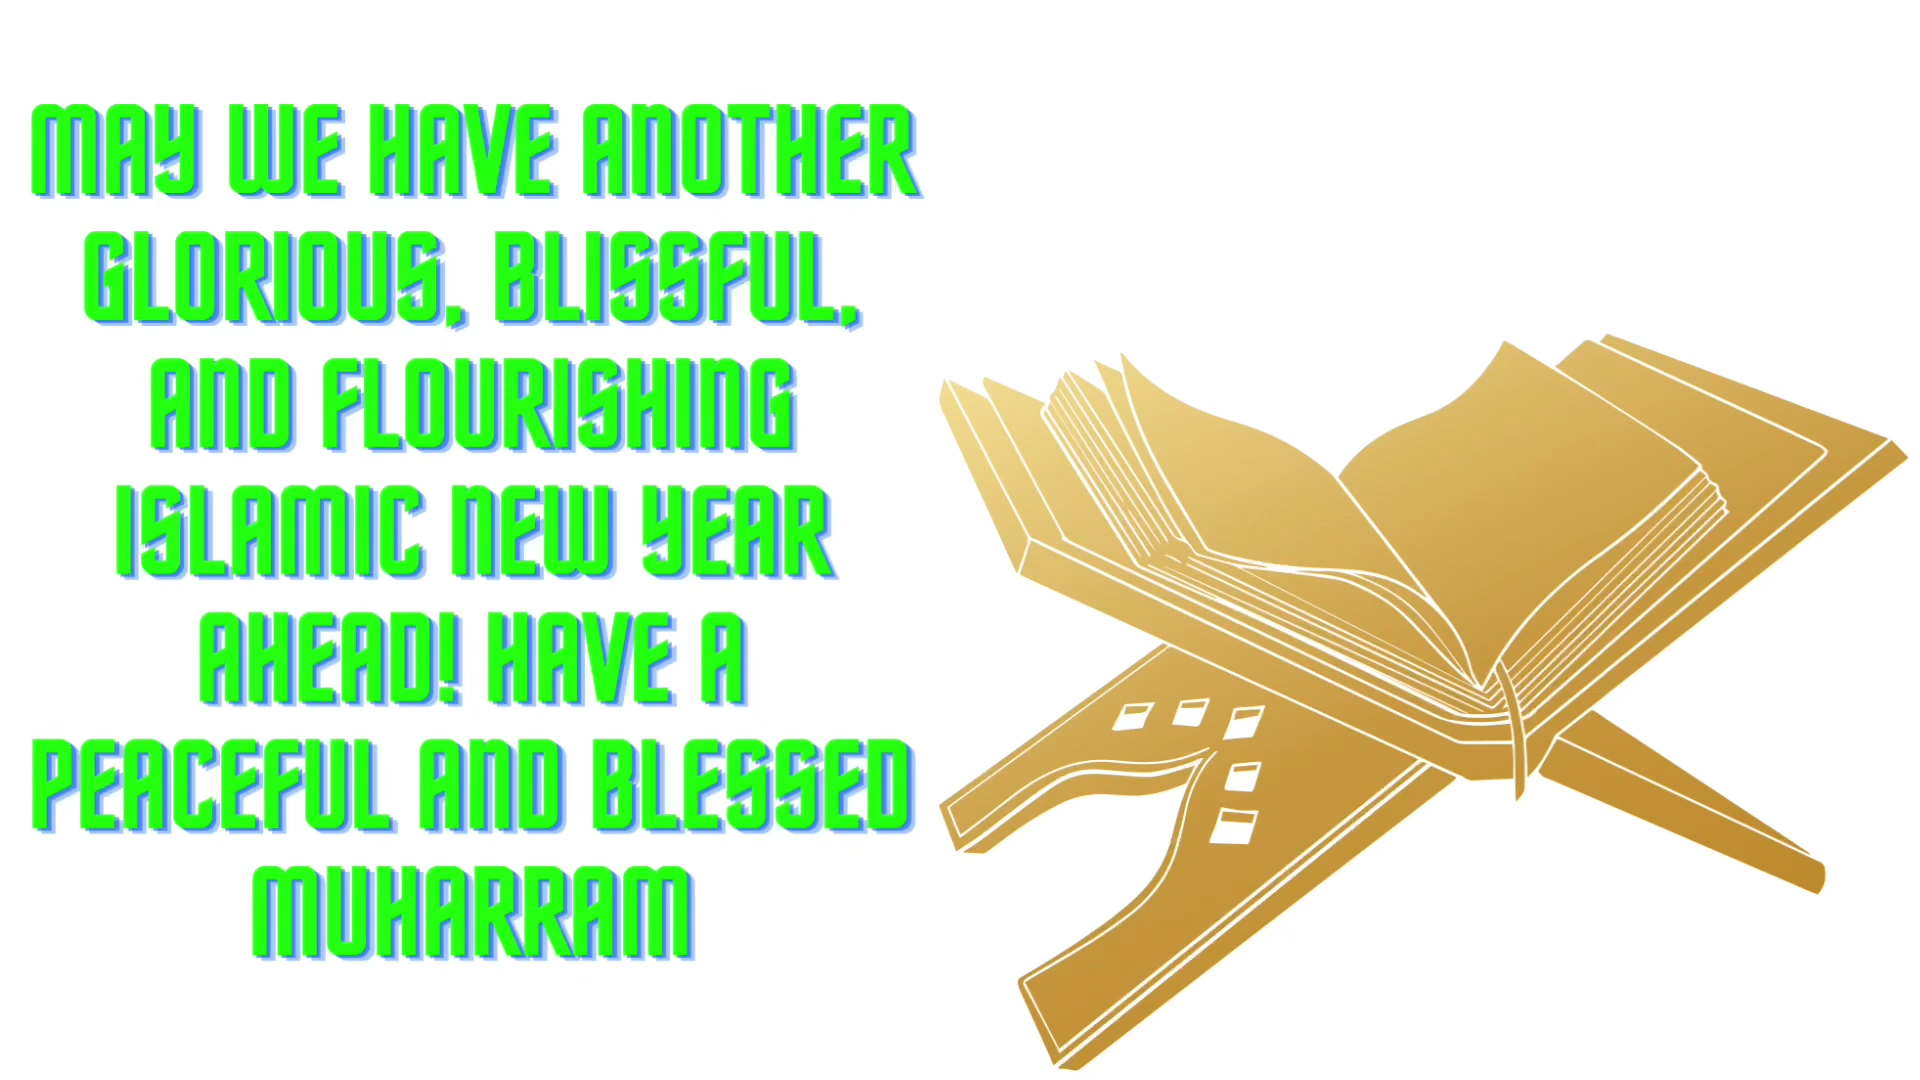 MAY WE HAVE ANOTHER
GLORIOUS, BLISSFUL,
AND FLOURISHING
ISLAMIC NEW YEAR
AHEAD! HAVE A
PEACEFUL AND BLESSED
MUHARRAM